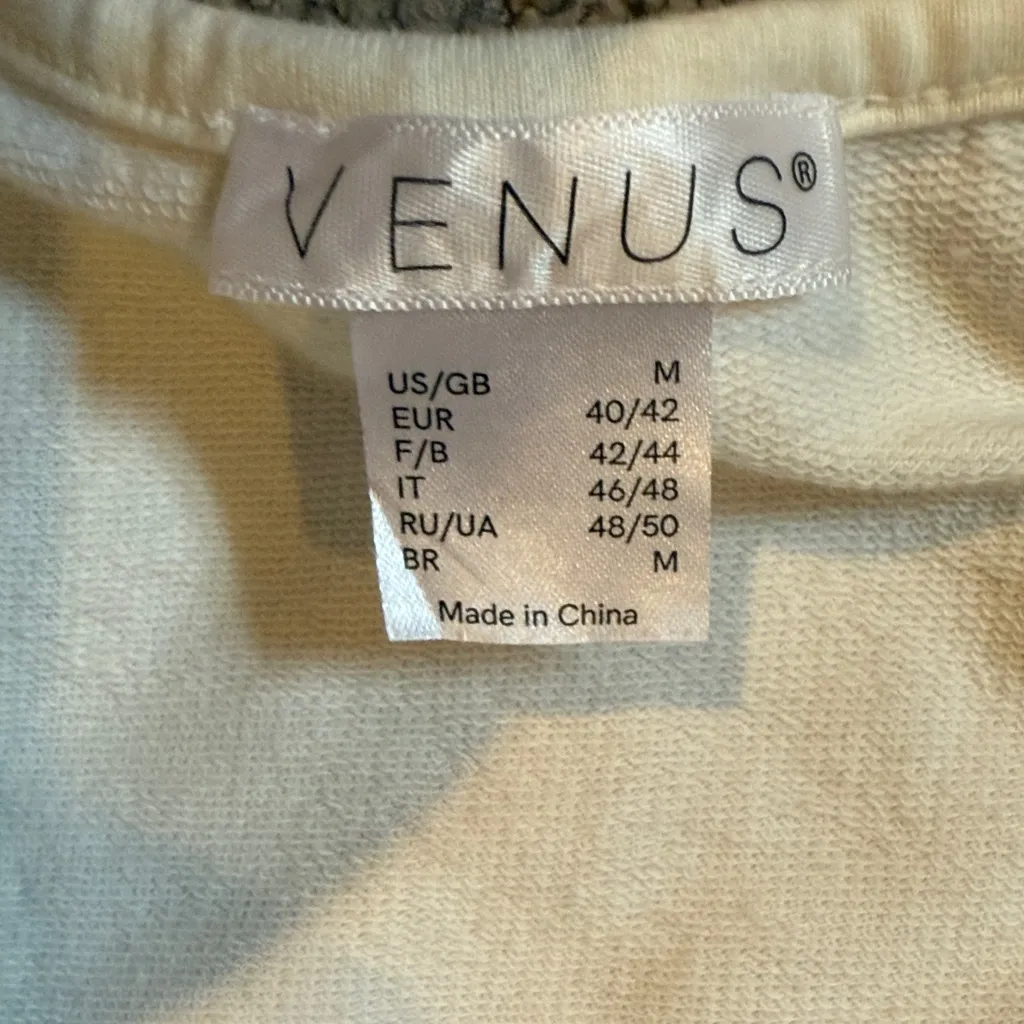 VENUS®
US/GB M
EUR 40/42
F/B 42/44
IT 46/48
RU/UA 48/50
BR M
Made in China